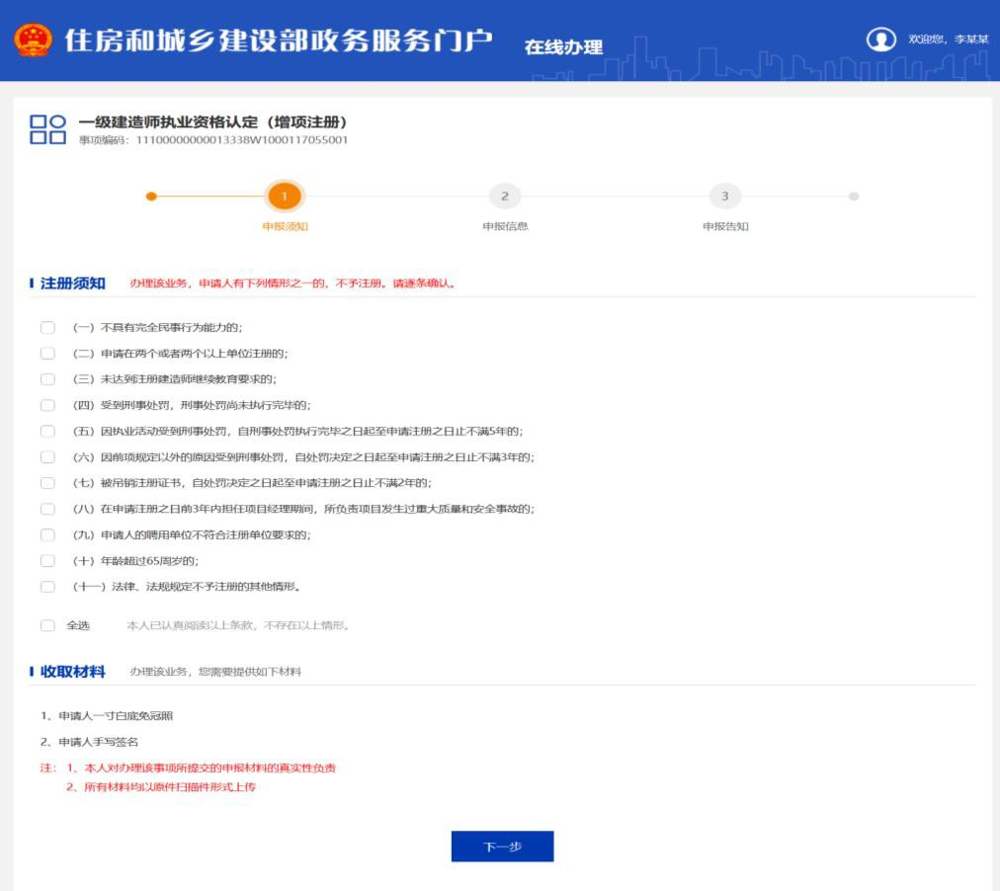 住房和城乡建设部政务服务门户 在线办理 欢迎您，李某某
一级建造师执业资格认定（增项注册）
事项编码：11100000000013338W1000117055001
1 2 3
申报须知 申报信息 申报告知
注册须知 办理该业务，申请人有下列情形之一的，不予注册。请逐条确认。
（一）不具有完全民事行为能力的；
（二）申请在两个或者两个以上单位注册的；
（三）未达到注册建造师继续教育要求的；
（四）受到刑事处罚，刑事处罚尚未执行完毕的；
（五）因执业活动受到刑事处罚，自刑事处罚执行完毕之日起至申请注册之日止不满5年的；
（六）因前项规定以外的原因受到刑事处罚，自处罚决定之日起至申请注册之日止不满3年的；
（七）被吊销注册证书，自处罚决定之日起至申请注册之日止不满2年的；
（八）在申请注册之日前3年内担任项目经理期间，所负责项目发生过重大质量和安全事故的；
（九）申请人的聘用单位不符合注册单位要求的；
（十）年龄超过65周岁的；
（十一）法律、法规规定不予注册的其他情形。
全选 本人已认真阅读以上条款，不存在以上情形。
收取材料 办理该业务，您需要提供如下材料
1、申请人一寸白底免冠照
2、申请人手写签名
注：1、本人对办理该事项所提交的申报材料的真实性负责
2、所有材料均以原件扫描件形式上传
下一步